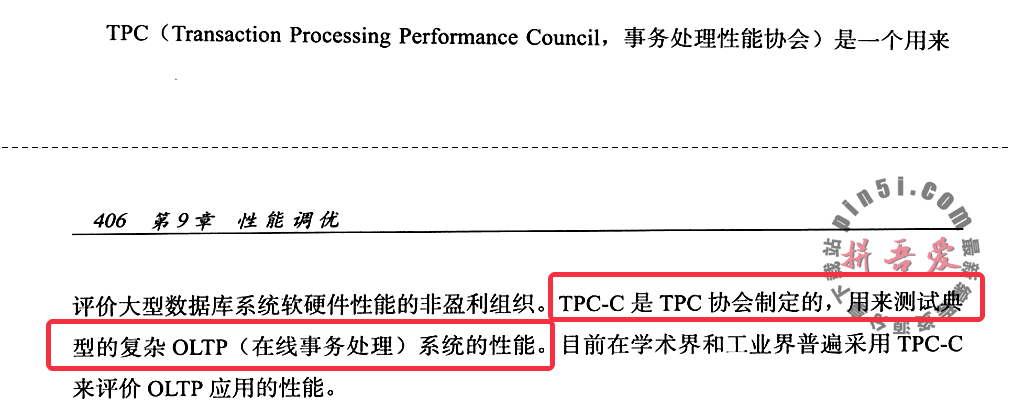 TPC（Transaction Processing Performance Council，事务处理性能协会）是一个用来
406 第9章 性能调优
pin5i.com
拼吾爱
评价大型数据库系统软硬件性能的非盈利组织。TPC-C 是 TPC 协会制定的，用来测试典
型的复杂 OLTP（在线事务处理）系统的性能。目前在学术界和工业界普遍采用 TPC-C
来评价 OLTP 应用的性能。